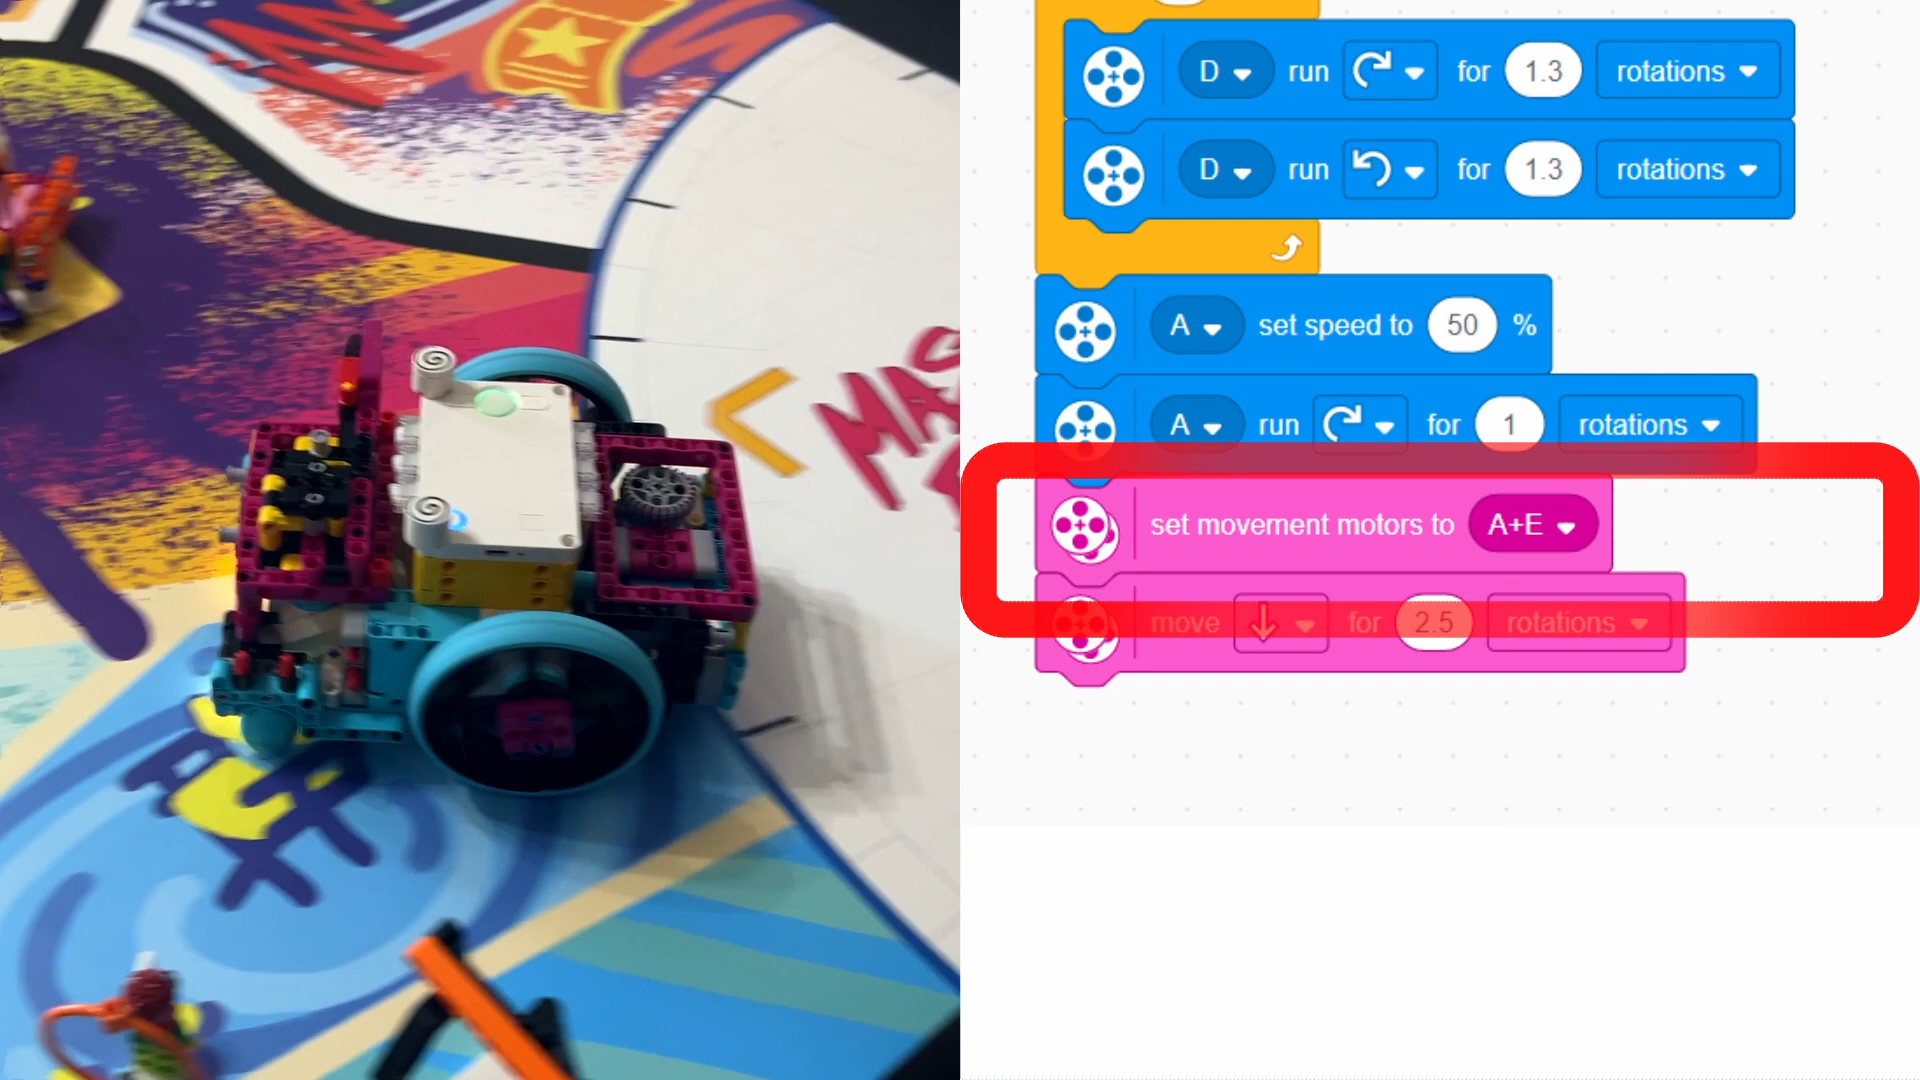 D run for 1.3 rotations
D run for 1.3 rotations
A set speed to 50 %
A run for 1 rotations
set movement motors to A+E
move for 2.5 rotations